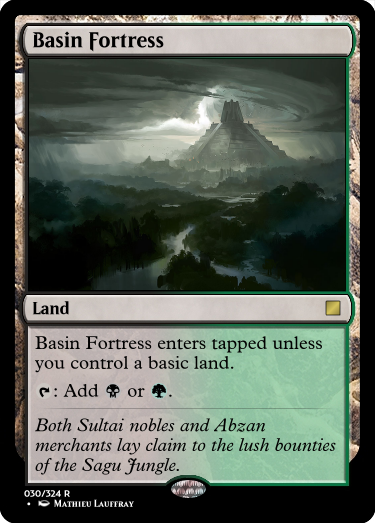 Basin Fortress
Land
Basin Fortress enters tapped unless
you control a basic land.
: Add or .
Both Sultai nobles and Abzan
merchants lay claim to the lush bounties
of the Sagu Jungle.
030/324 R
• Mathieu Lauffray